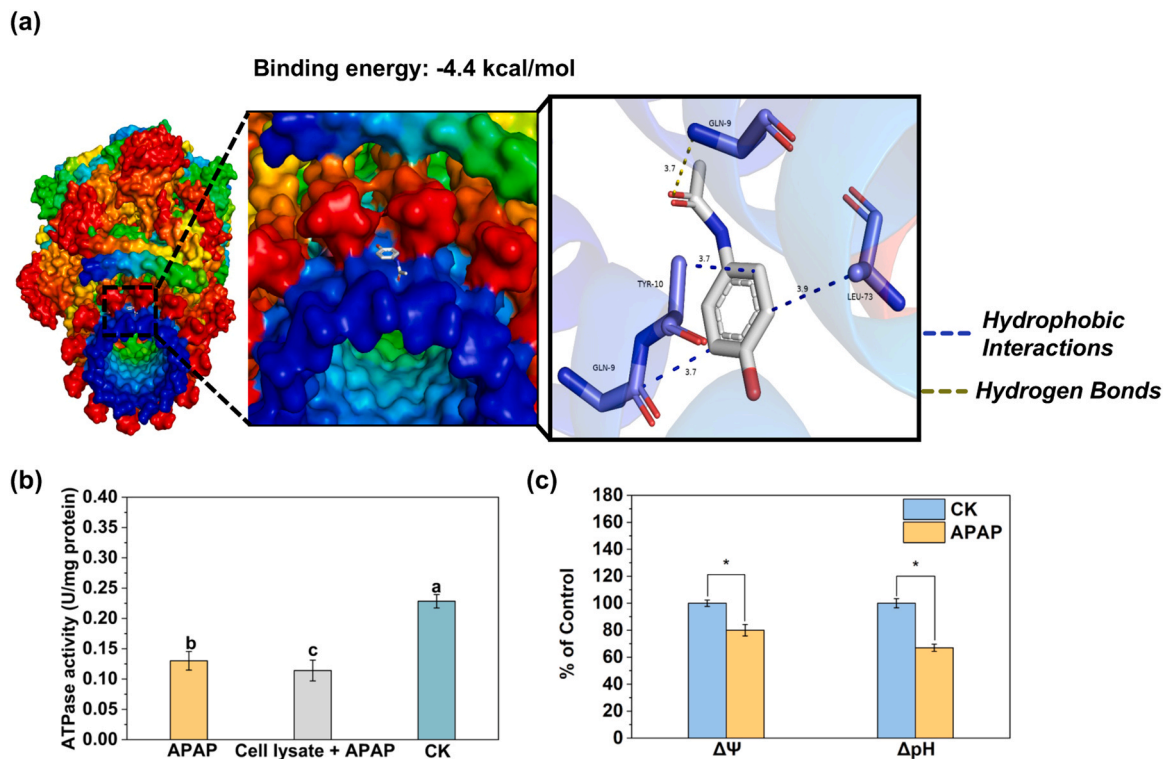 (a)
Binding energy: -4.4 kcal/mol
GLN-9
3.7
3.7
TYR-10
3.9
LEU-73
GLN-9
3.7
Hydrophobic
Interactions
Hydrogen Bonds
(b)
ATPase activity (U/mg protein)
0.40
0.35
0.30
0.25
0.20
0.15
0.10
0.05
0.00
b
c
a
APAP
Cell lysate + APAP
CK
(c)
% of Control
180
160
140
120
100
80
60
40
20
0
CK
APAP
*
*
ΔΨ
ΔpH